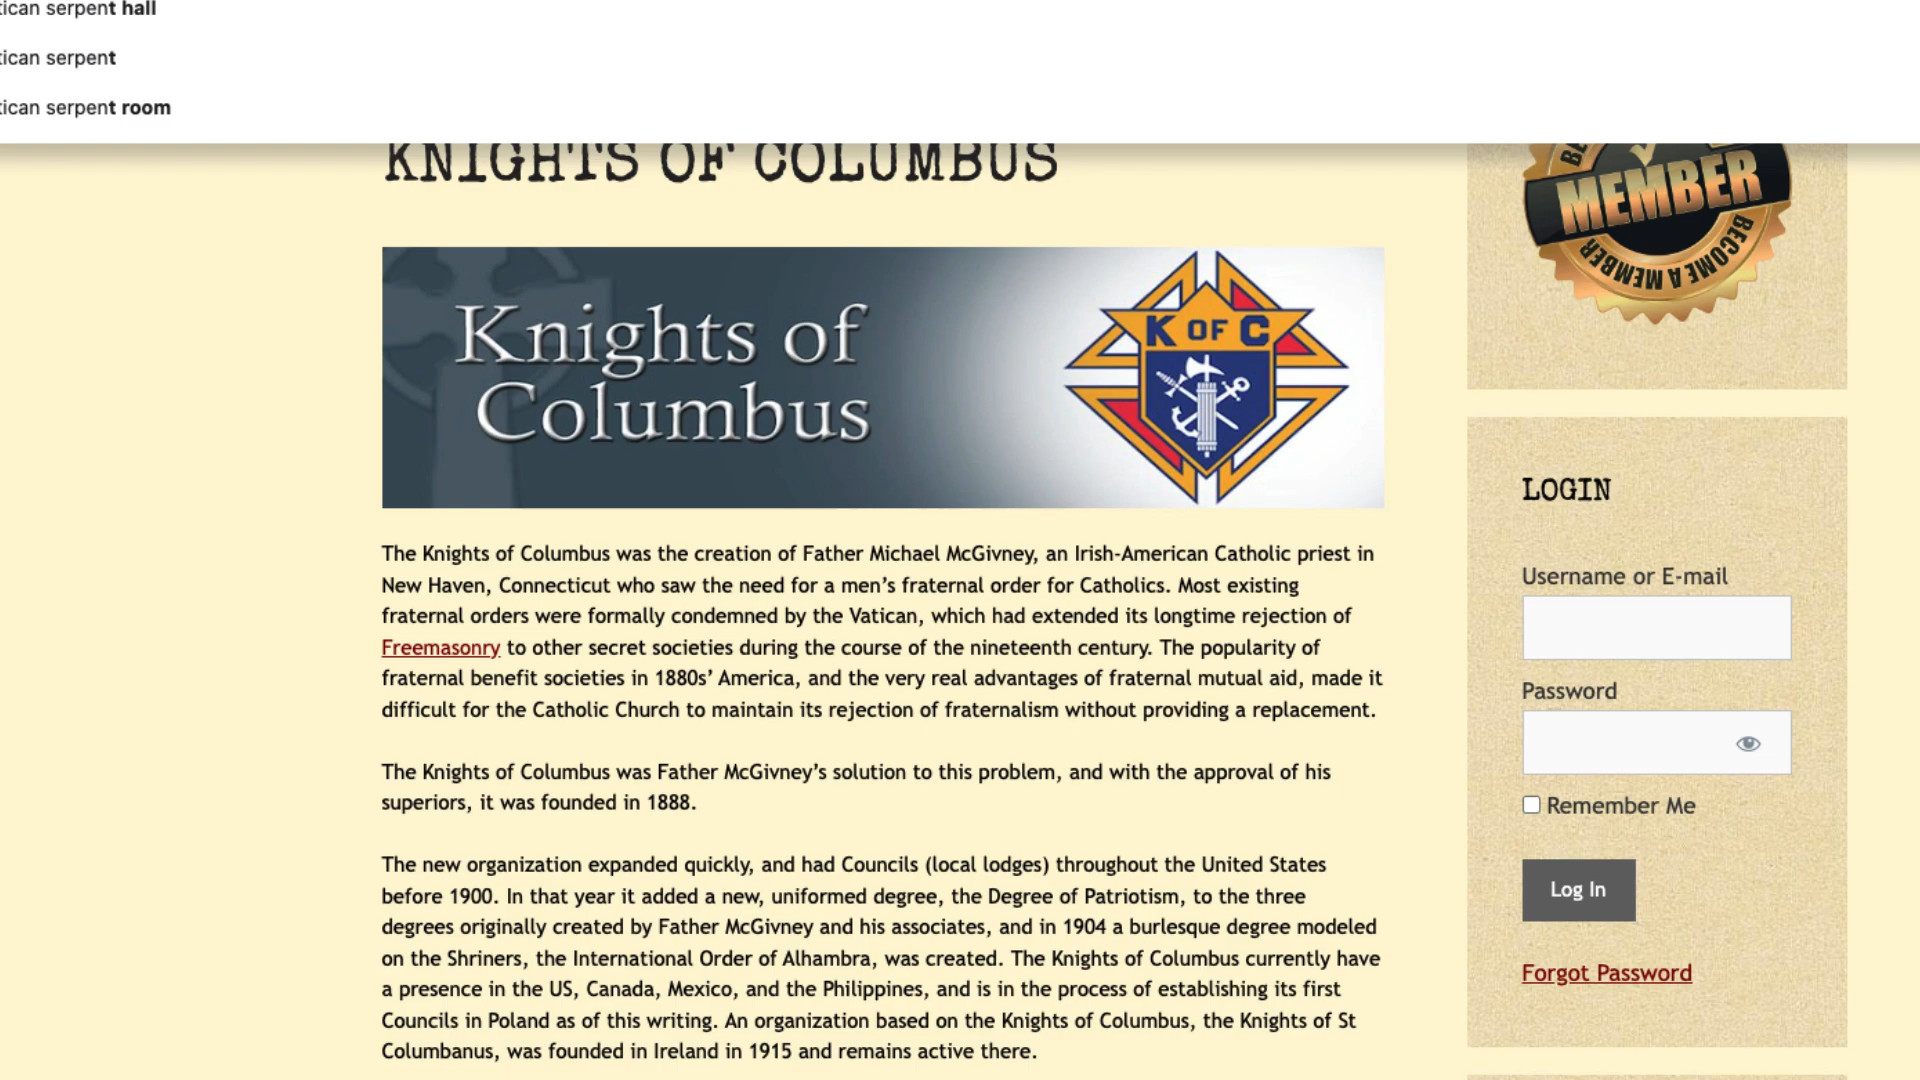 tican serpent hall
tican serpent
tican serpent room
KNIGHTS OF COLUMBUS
Knights of
Columbus
K OF C
The Knights of Columbus was the creation of Father Michael McGivney, an Irish-American Catholic priest in
New Haven, Connecticut who saw the need for a men’s fraternal order for Catholics. Most existing
fraternal orders were formally condemned by the Vatican, which had extended its longtime rejection of
Freemasonry to other secret societies during the course of the nineteenth century. The popularity of
fraternal benefit societies in 1880s’ America, and the very real advantages of fraternal mutual aid, made it
difficult for the Catholic Church to maintain its rejection of fraternalism without providing a replacement.
The Knights of Columbus was Father McGivney’s solution to this problem, and with the approval of his
superiors, it was founded in 1888.
The new organization expanded quickly, and had Councils (local lodges) throughout the United States
before 1900. In that year it added a new, uniformed degree, the Degree of Patriotism, to the three
degrees originally created by Father McGivney and his associates, and in 1904 a burlesque degree modeled
on the Shriners, the International Order of Alhambra, was created. The Knights of Columbus currently have
a presence in the US, Canada, Mexico, and the Philippines, and is in the process of establishing its first
Councils in Poland as of this writing. An organization based on the Knights of Columbus, the Knights of St
Columbanus, was founded in Ireland in 1915 and remains active there.
BE
MEMBER
BECOME A MEMBER
LOGIN
Username or E-mail
Password
Remember Me
Log In
Forgot Password